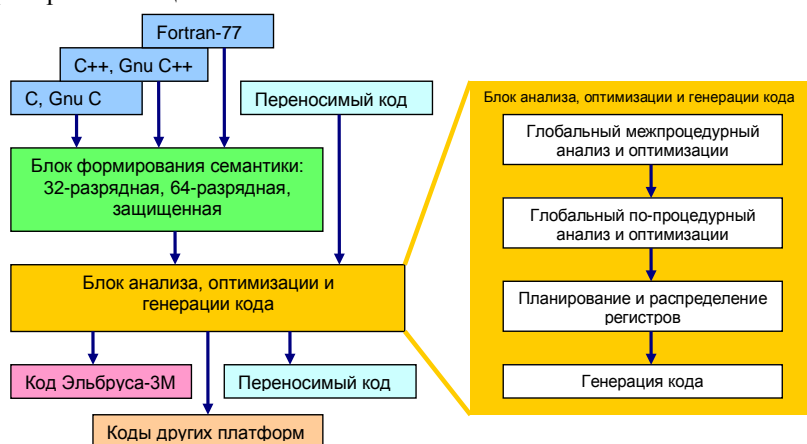 Fortran-77
C++, Gnu C++
C, Gnu C
Переносимый код
Блок формирования семантики:
32-разрядная, 64-разрядная,
защищенная
Блок анализа, оптимизации и
генерации кода
Код Эльбруса-3М
Переносимый код
Коды других платформ
Блок анализа, оптимизации и генерации кода
Глобальный межпроцедурный
анализ и оптимизации
Глобальный по-процедурный
анализ и оптимизации
Планирование и распределение
регистров
Генерация кода